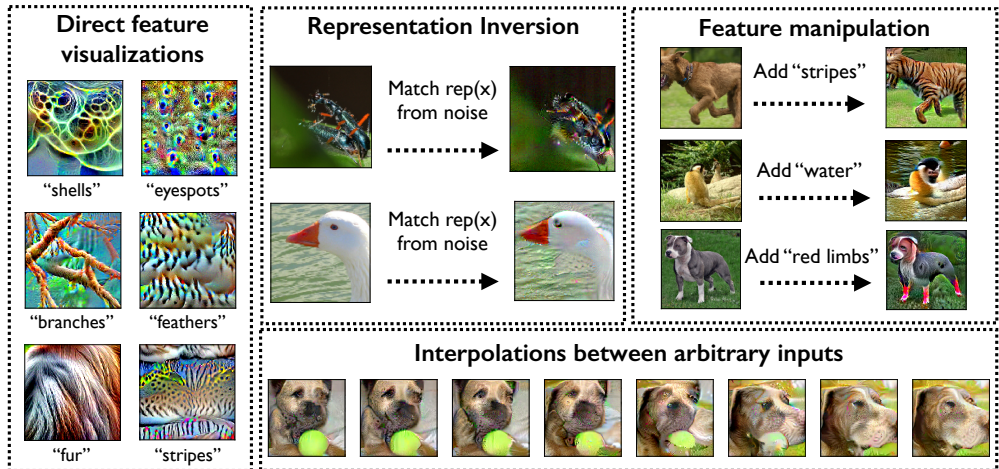 Direct feature
visualizations
“shells”
“eyespots”
“branches”
“feathers”
“fur”
“stripes”
Representation Inversion
Match rep(x)
from noise
Match rep(x)
from noise
Feature manipulation
Add “stripes”
Add “water”
Add “red limbs”
Interpolations between arbitrary inputs